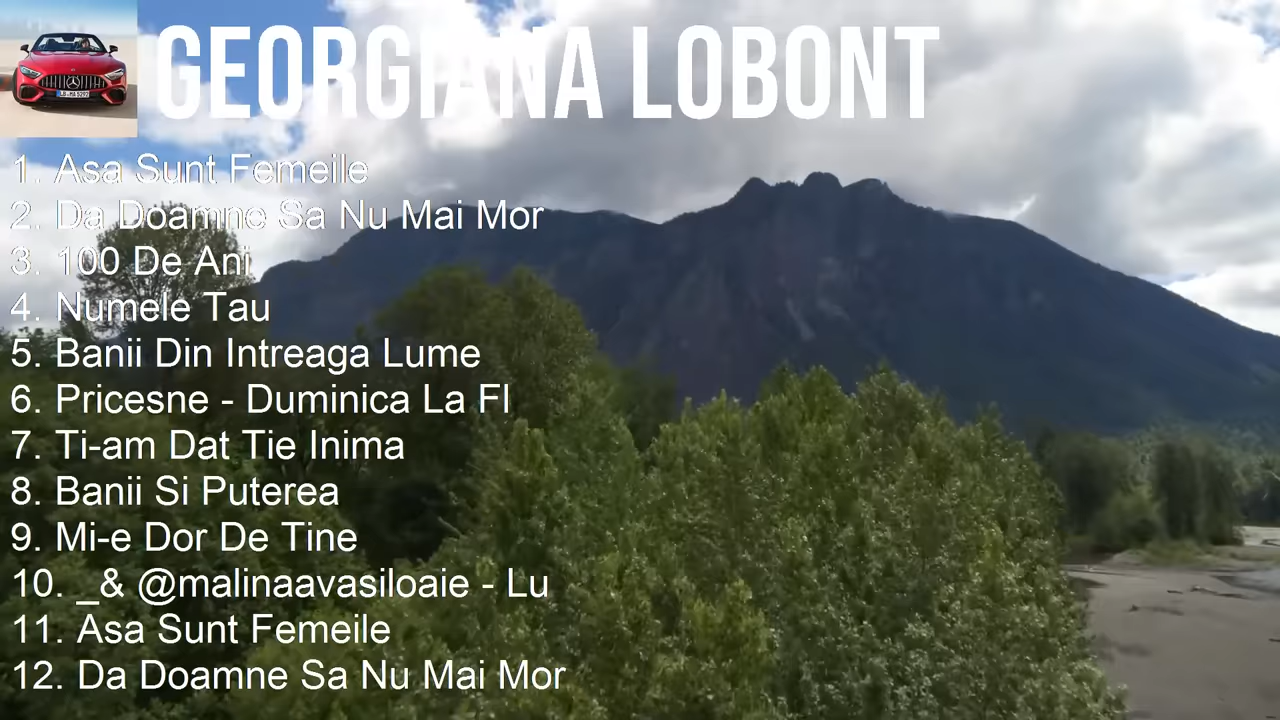 GEORGIANA LOBONT
1. Asa Sunt Femeile
2. Da Doamne Sa Nu Mai Mor
3. 100 De Ani
4. Numele Tau
5. Banii Din Intreaga Lume
6. Pricesne - Duminica La Fl
7. Ti-am Dat Tie Inima
8. Banii Si Puterea
9. Mi-e Dor De Tine
10. _& @malinaavasiloaie - Lu
11. Asa Sunt Femeile
12. Da Doamne Sa Nu Mai Mor